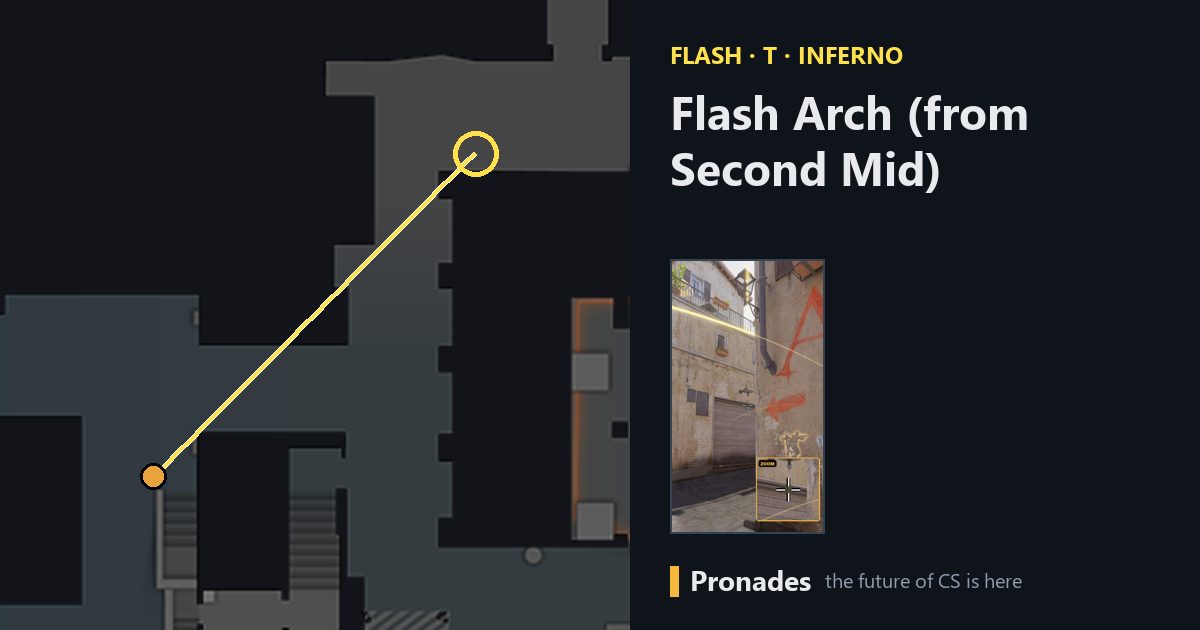 FLASH · T · INFERNO
Flash Arch (from
Second Mid)
ZOOM
Pronades the future of CS is here